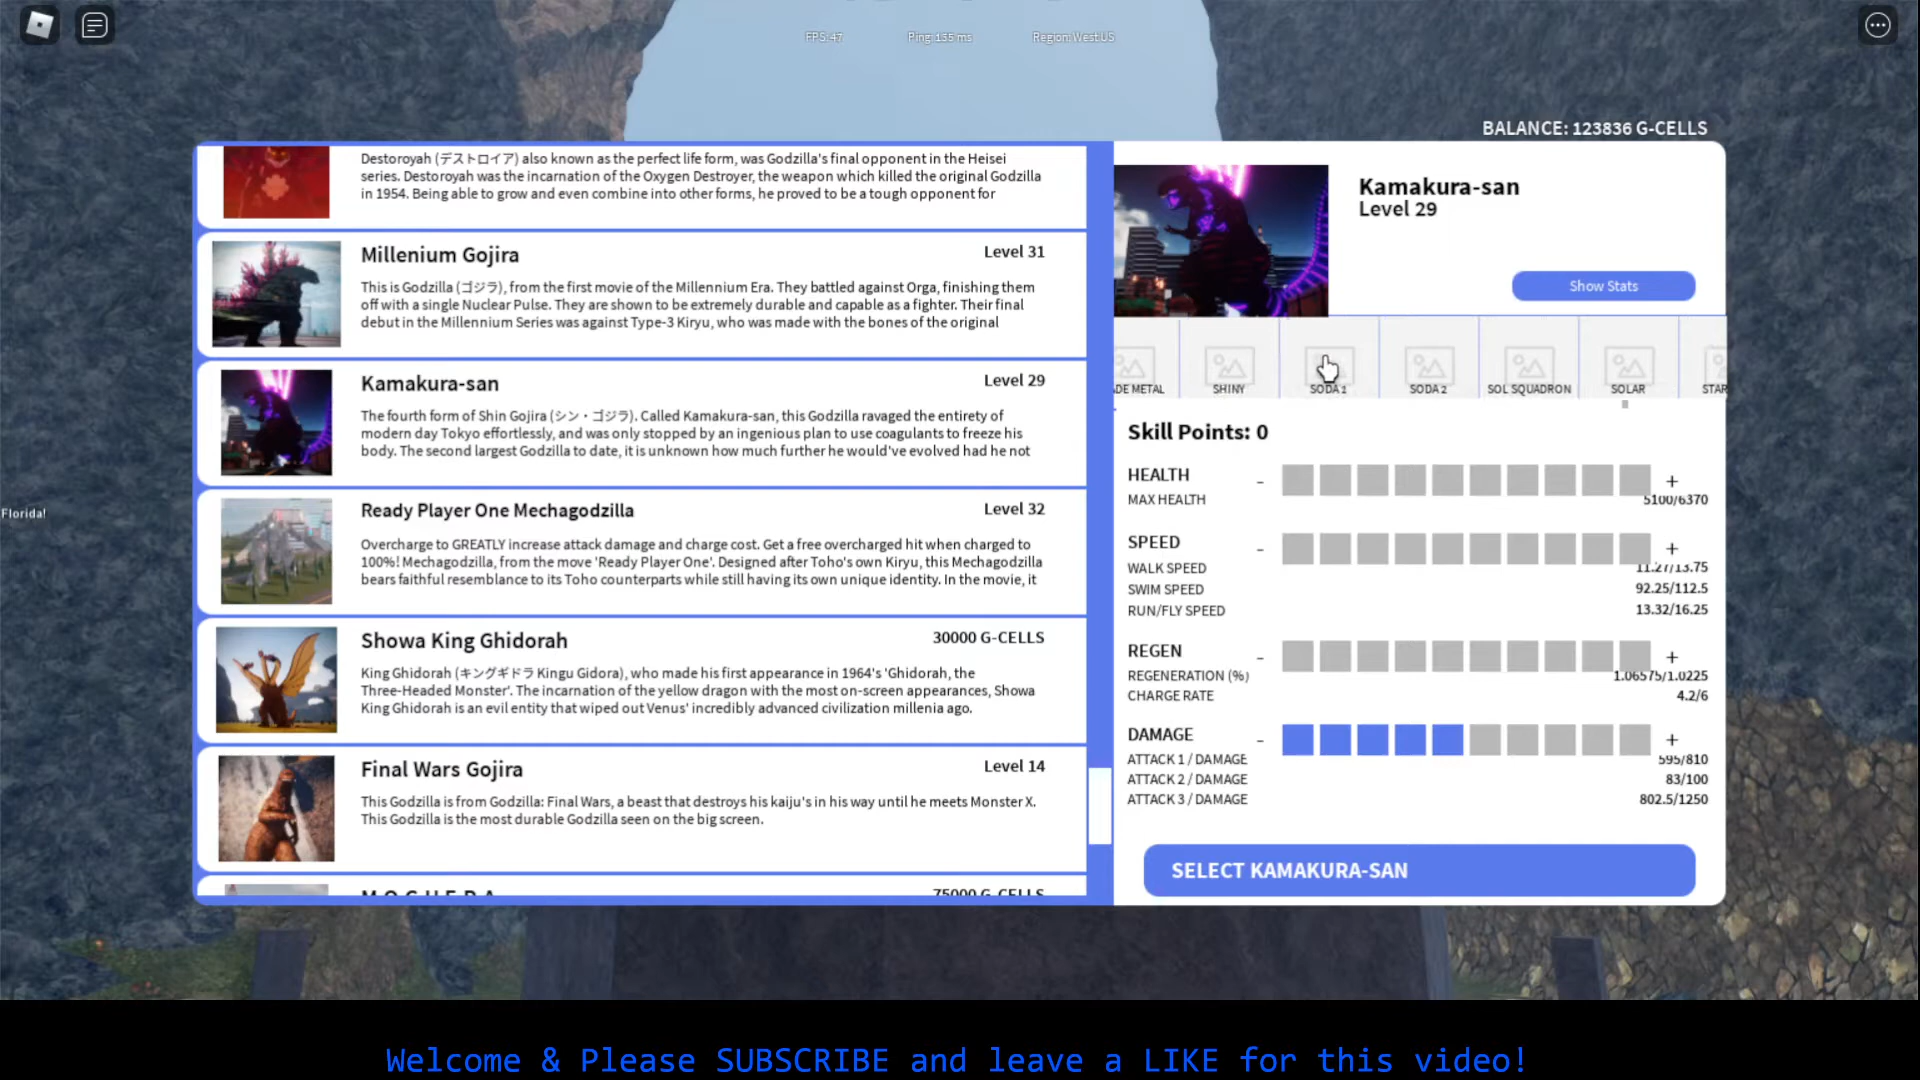 FPS: 47 Ping: 135 ms Region: West US
BALANCE: 123836 G-CELLS
Destoroyah (デストロイア) also known as the perfect life form, was Godzilla's final opponent in the Heisei
series. Destoroyah was the incarnation of the Oxygen Destroyer, the weapon which killed the original Godzilla
in 1954. Being able to grow and even combine into other forms, he proved to be a tough opponent for
Millenium Gojira
Level 31
This is Godzilla (ゴジラ), from the first movie of the Millennium Era. They battled against Orga, finishing them
off with a single Nuclear Pulse. They are shown to be extremely durable and capable as a fighter. Their final
debut in the Millennium Series was against Type-3 Kiryu, who was made with the bones of the original
Kamakura-san
Level 29
The fourth form of Shin Gojira (シン・ゴジラ). Called Kamakura-san, this Godzilla ravaged the entirety of
modern day Tokyo effortlessly, and was only stopped by an ingenious plan to use coagulants to freeze his
body. The second largest Godzilla to date, it is unknown how much further he would've evolved had he not
Ready Player One Mechagodzilla
Level 32
Overcharge to GREATLY increase attack damage and charge cost. Get a free overcharged hit when charged to
100%! Mechagodzilla, from the move 'Ready Player One'. Designed after Toho's own Kiryu, this Mechagodzilla
bears faithful resemblance to its Toho counterparts while still having its own unique identity. In the movie, it
Florida!
Showa King Ghidorah
30000 G-CELLS
King Ghidorah (キングギドラ Kingu Gidora), who made his first appearance in 1964's 'Ghidorah, the
Three-Headed Monster'. The incarnation of the yellow dragon with the most on-screen appearances, Showa
King Ghidorah is an evil entity that wiped out Venus' incredibly advanced civilization millenia ago.
Final Wars Gojira
Level 14
This Godzilla is from Godzilla: Final Wars, a beast that destroys his kaiju's in his way until he meets Monster X.
This Godzilla is the most durable Godzilla seen on the big screen.
M.O.G.U.E.R.A
75000 G-CELLS
Kamakura-san
Level 29
Show Stats
DE METAL SHINY SODA 1 SODA 2 SOL SQUADRON SOLAR STAR
Skill Points: 0
HEALTH - +
MAX HEALTH 5100/6370
SPEED - +
WALK SPEED 11.27/13.75
SWIM SPEED 92.25/112.5
RUN/FLY SPEED 13.32/16.25
REGEN - +
REGENERATION (%) 1.06575/1.0225
CHARGE RATE 4.2/6
DAMAGE - +
ATTACK 1 / DAMAGE 595/810
ATTACK 2 / DAMAGE 83/100
ATTACK 3 / DAMAGE 802.5/1250
SELECT KAMAKURA-SAN
Welcome & Please SUBSCRIBE and leave a LIKE for this video!